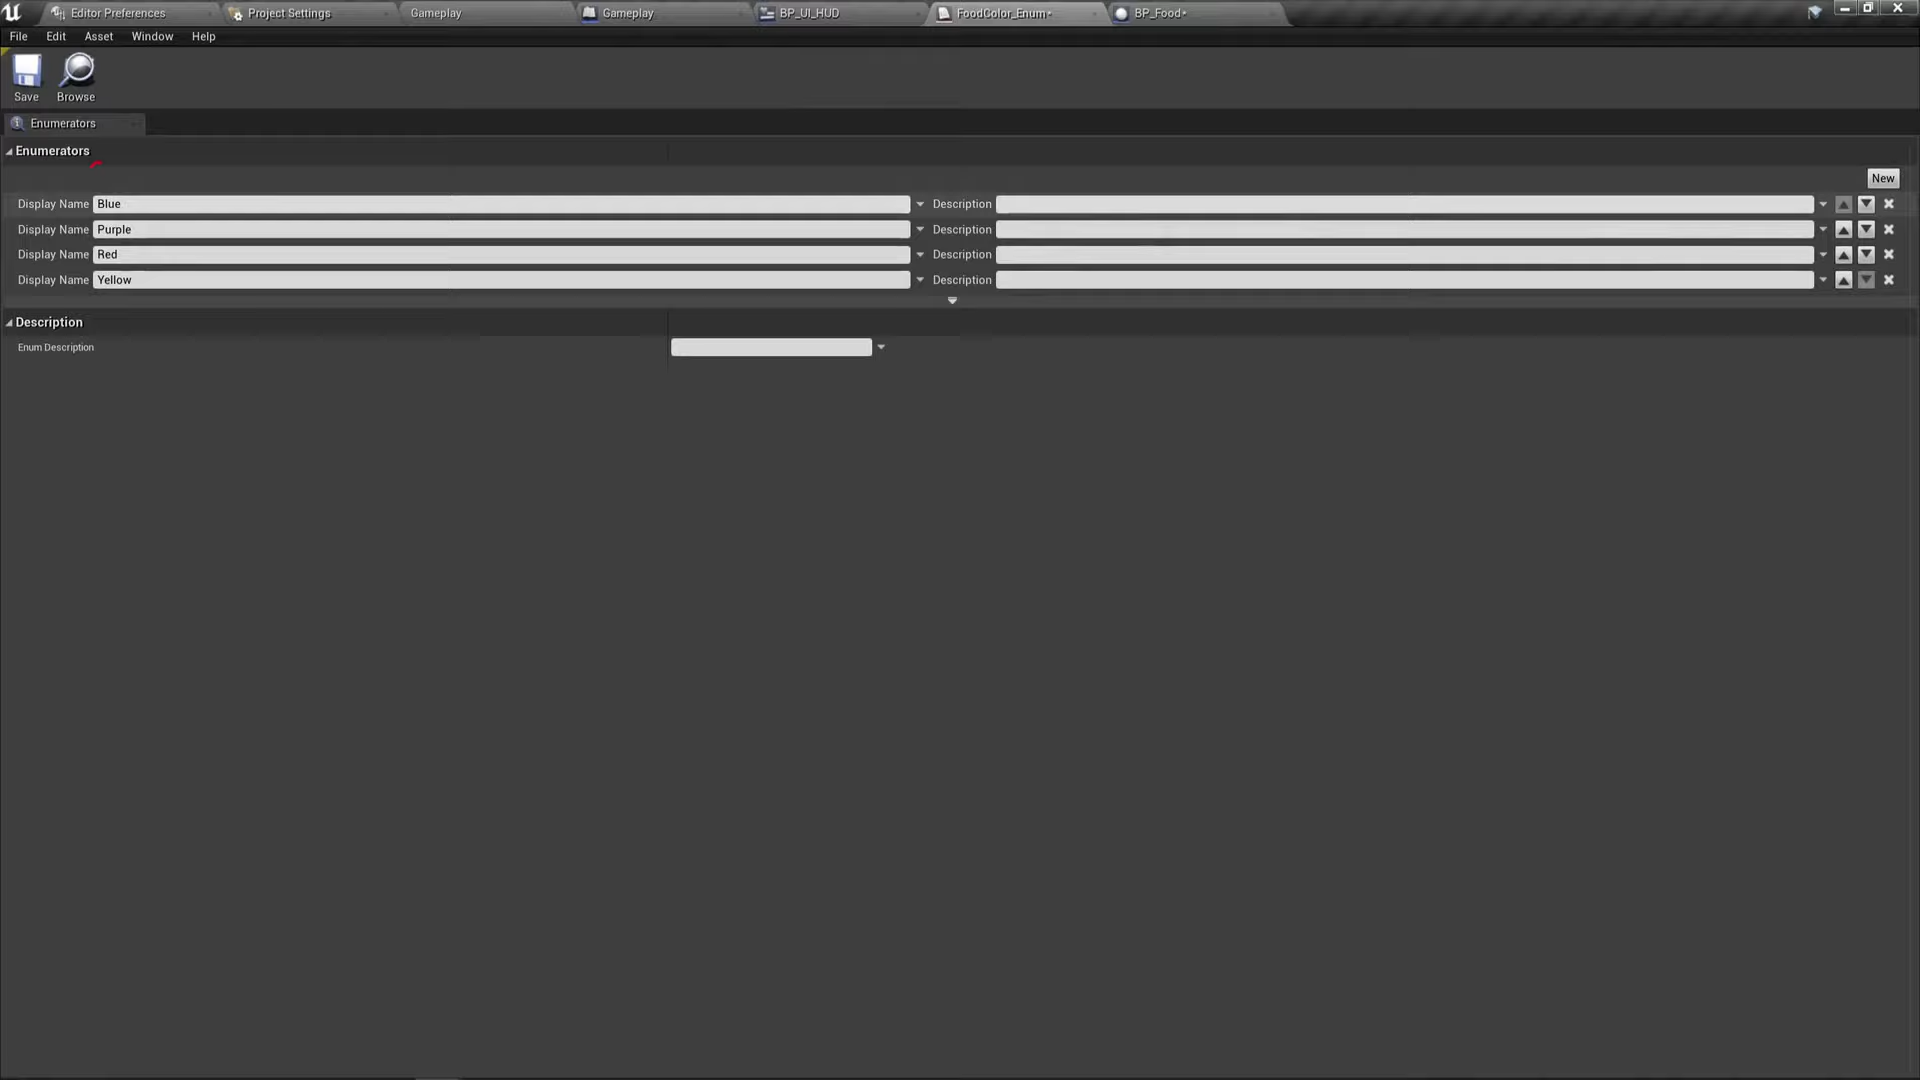 Editor Preferences Project Settings Gameplay Gameplay BP_UI_HUD FoodColor_Enum• BP_Food•
File Edit Asset Window Help
Save Browse
Enumerators
Enumerators
New
Display Name Blue Description
Display Name Purple Description
Display Name Red Description
Display Name Yellow Description
Description
Enum Description